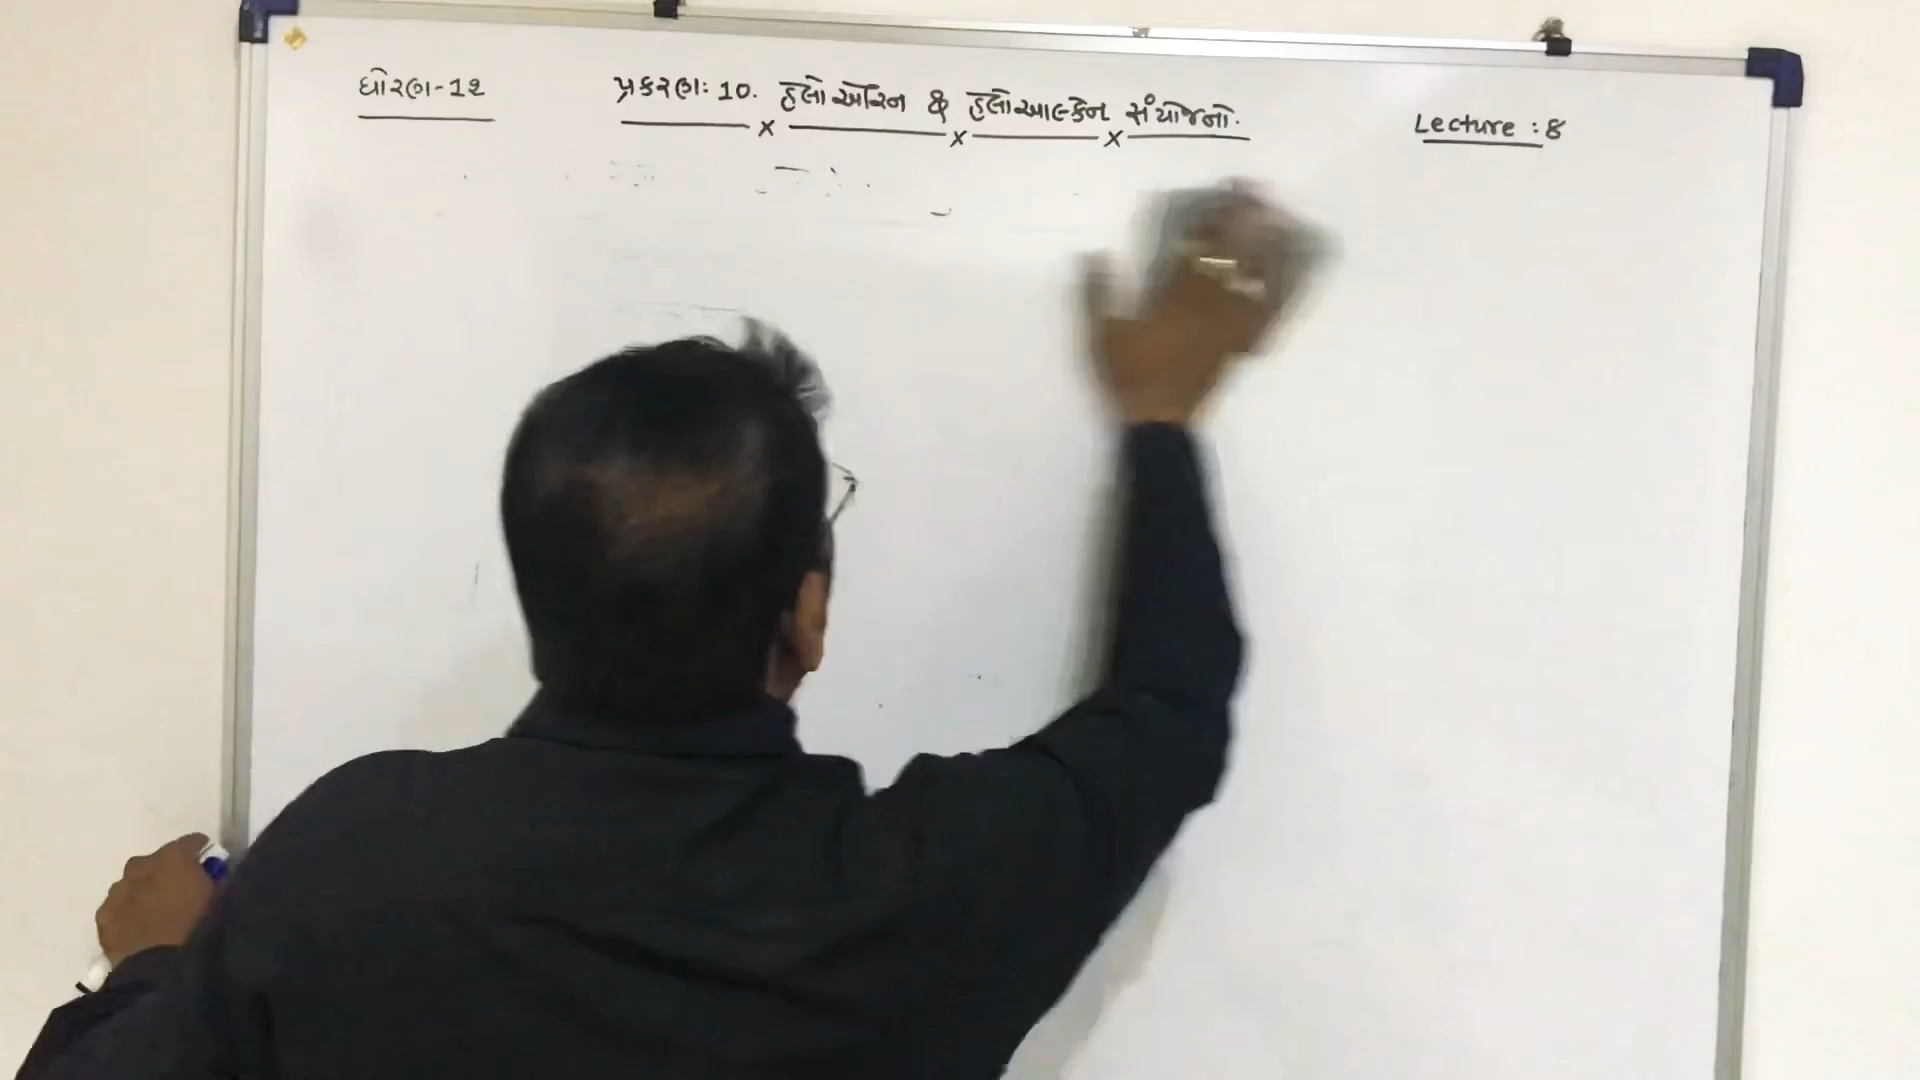 ધોરણ-12
પ્રકરણ: 10. હેલોએરિન & હેલોઆલ્કેન સંયોજનો.
Lecture : 8